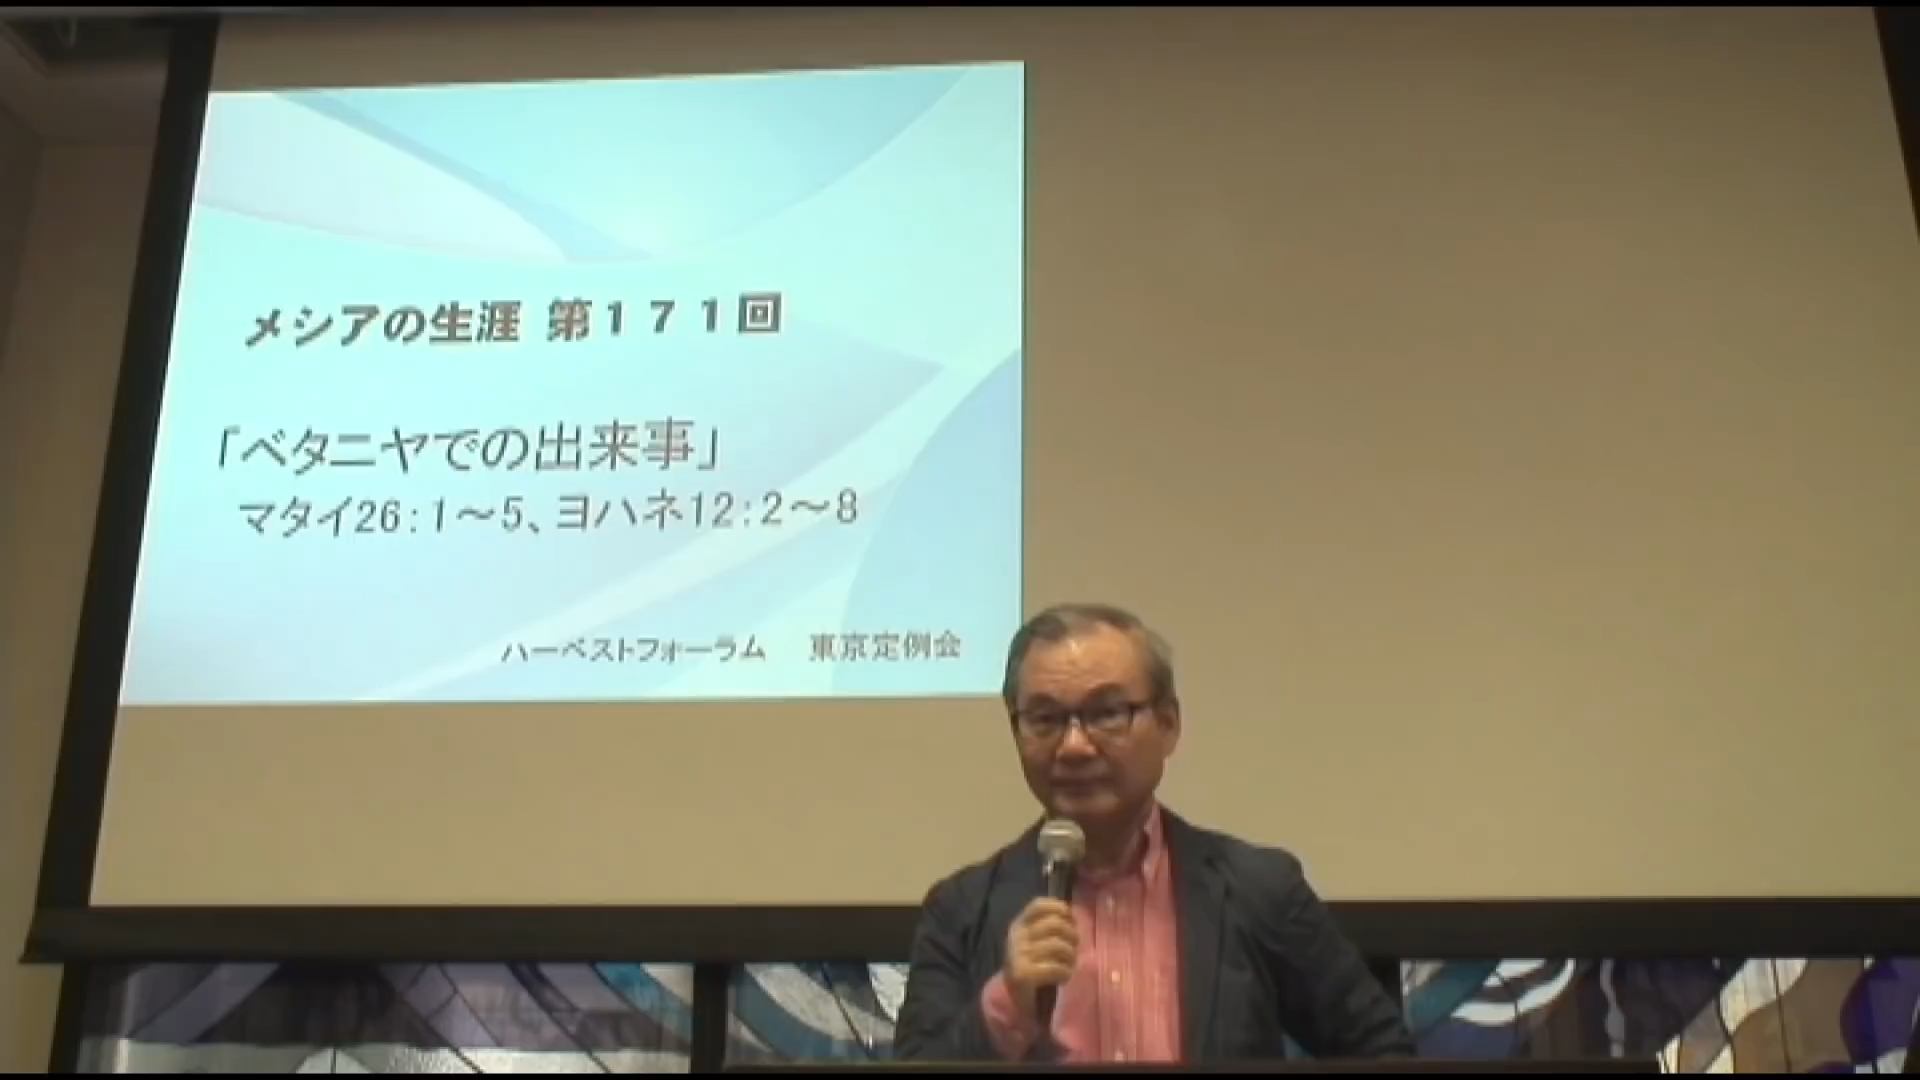 メシアの生涯 第１７１回
「ベタニヤでの出来事」
マタイ26：1～5、ヨハネ12：2～8
ハーベストフォーラム　東京定例会